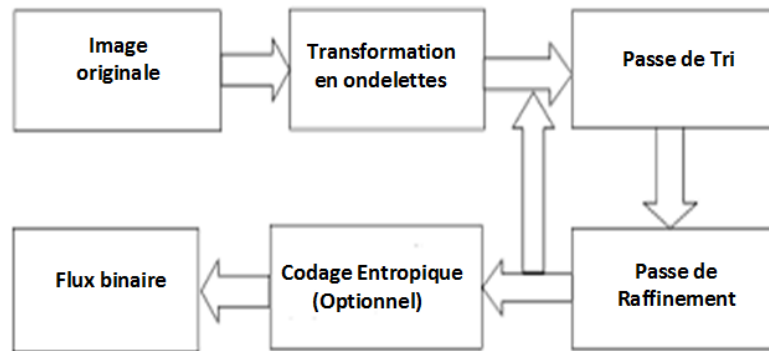 Image
originale
Transformation
en ondelettes
Passe de Tri
Flux binaire
Codage Entropique
(Optionnel)
Passe de
Raffinement